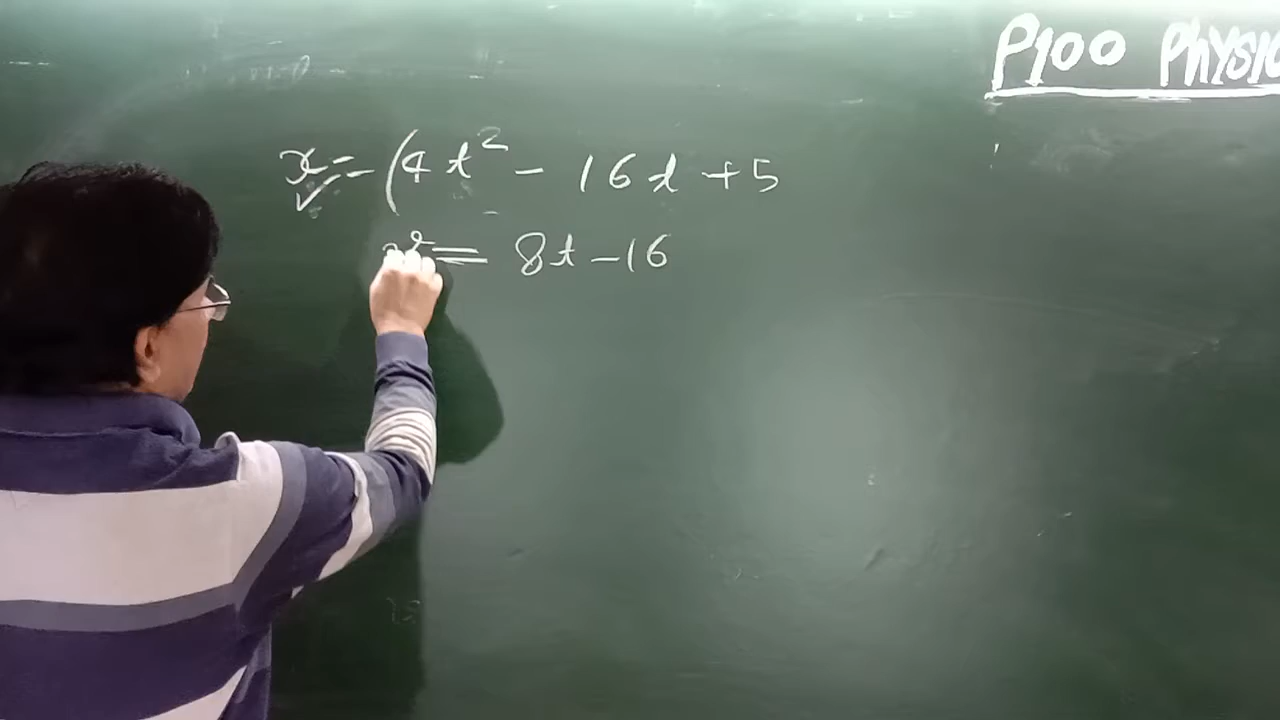 P100 Physic
x = (4t² - 16t + 5
v = 8t - 16